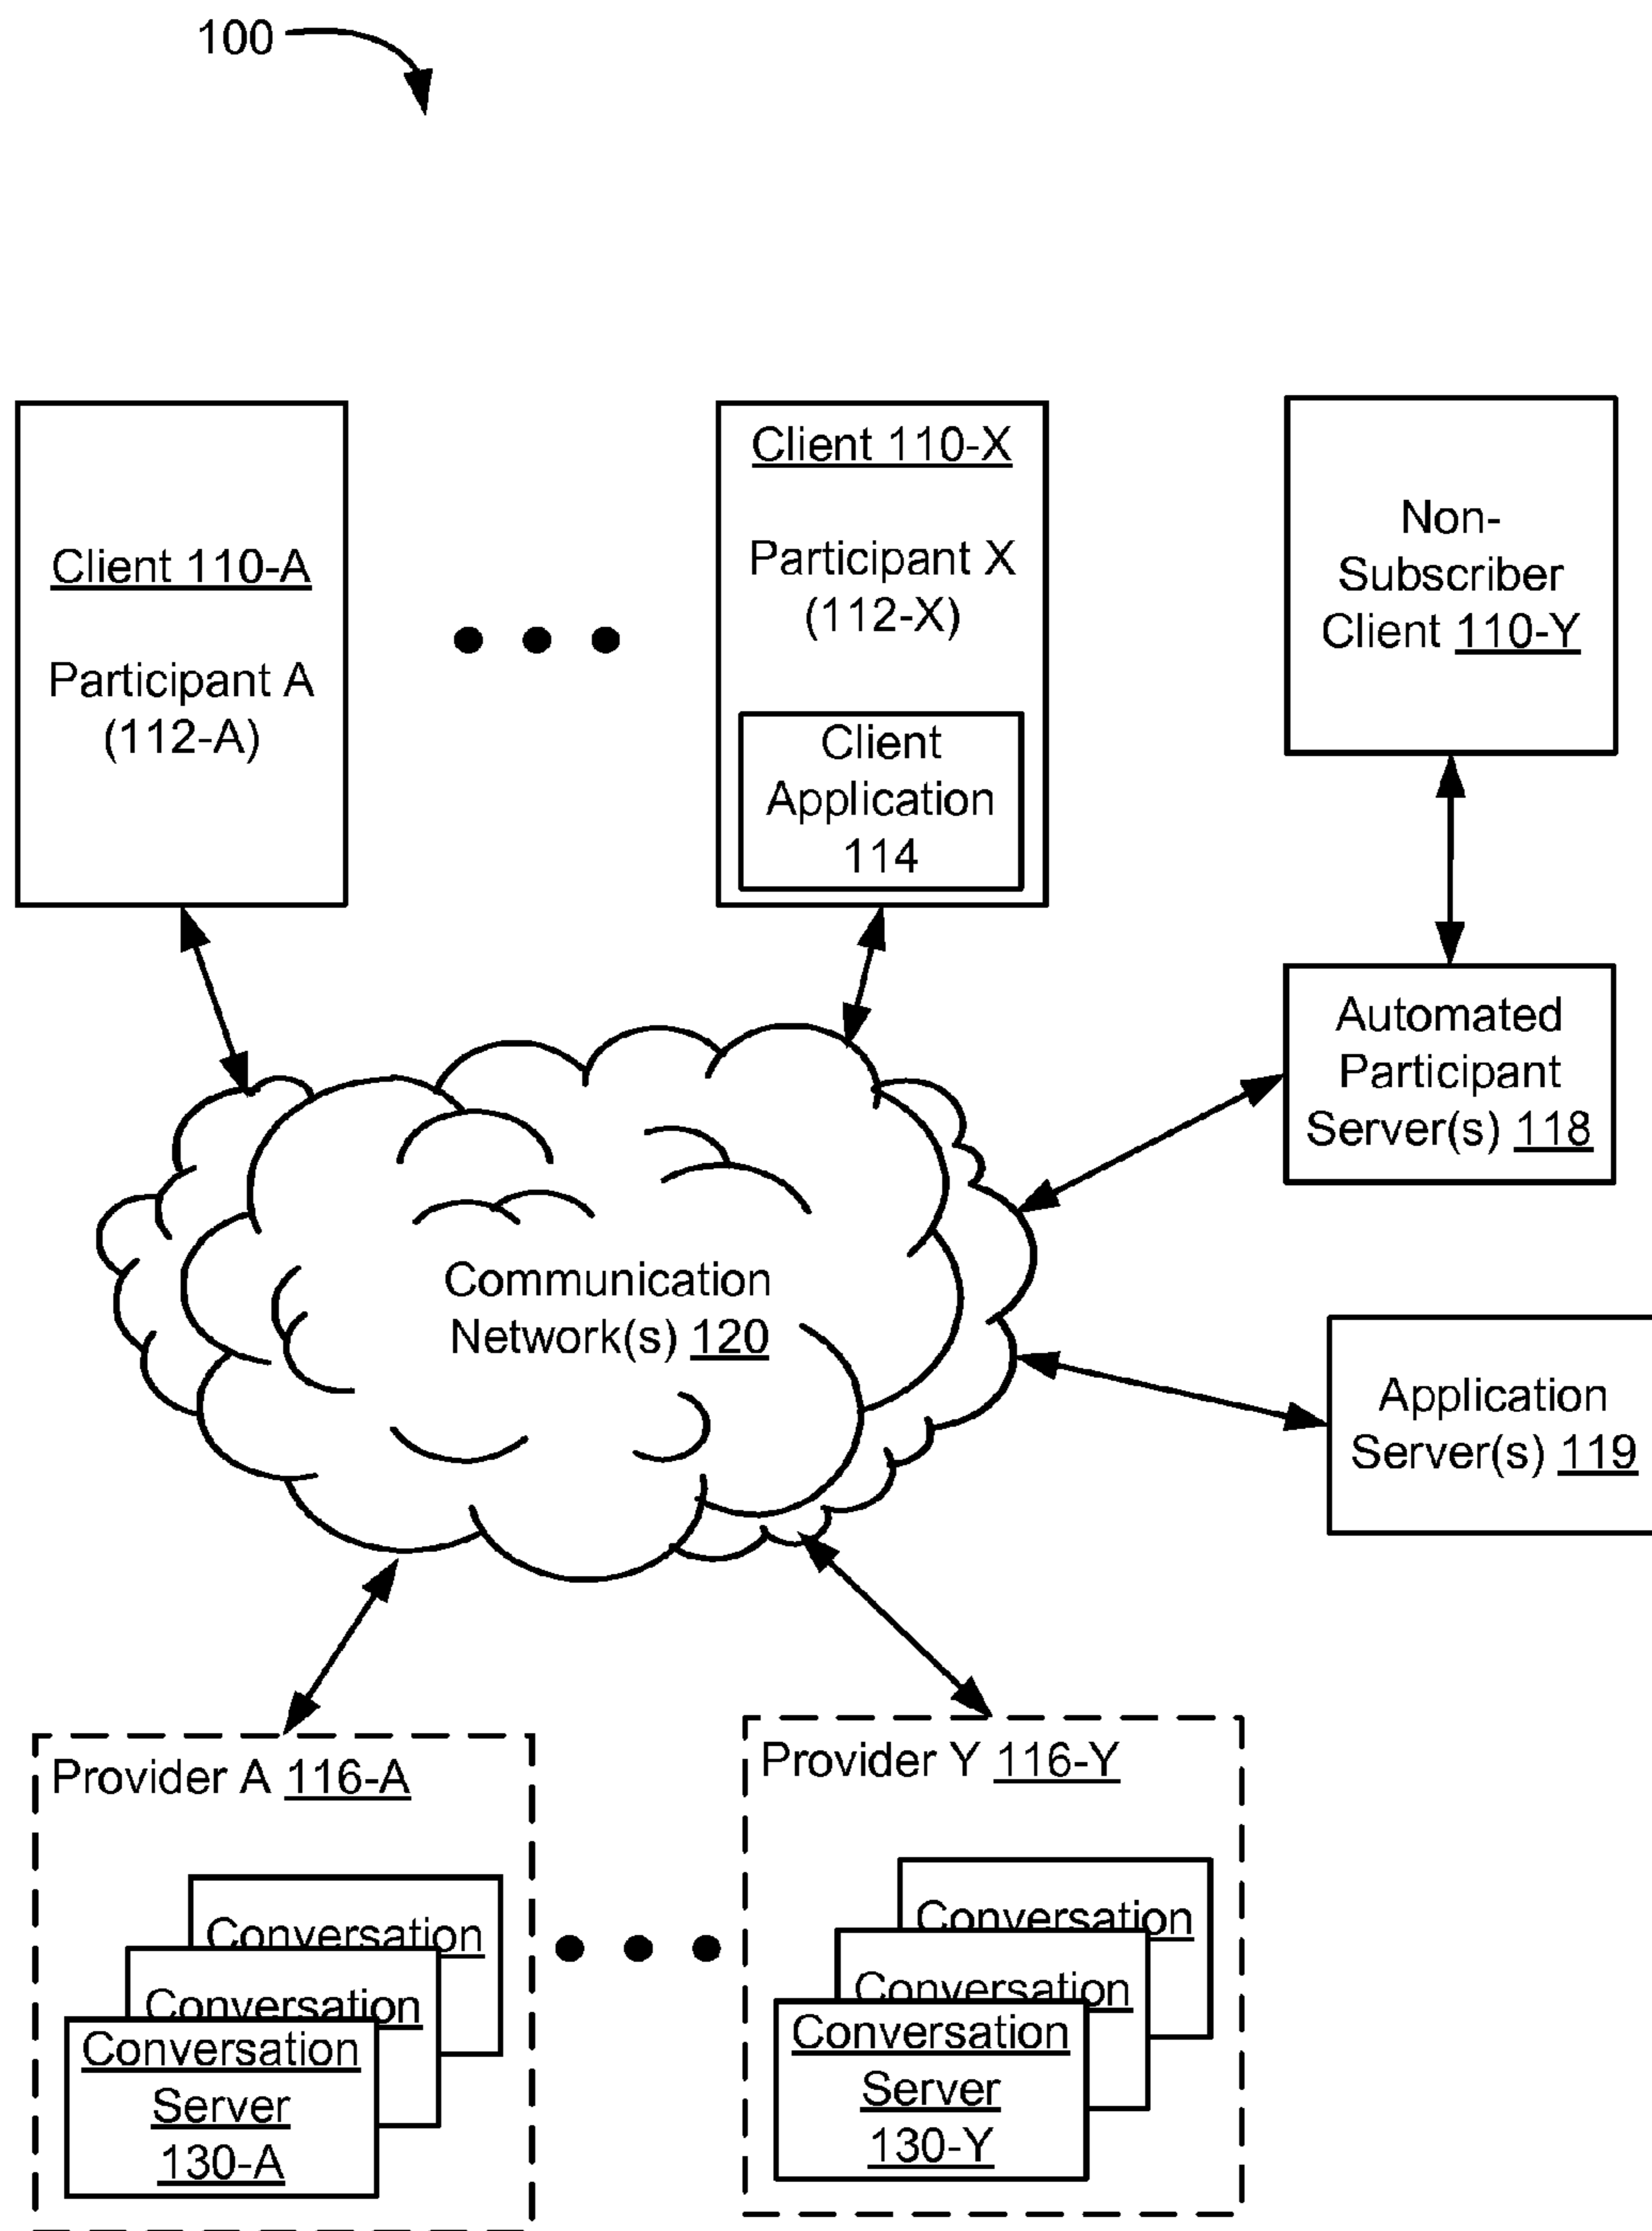 100
Client 110-A
Participant A
(112-A)
Client 110-X
Participant X
(112-X)
Client
Application
114
Non-
Subscriber
Client 110-Y
Automated
Participant
Server(s) 118
Communication
Network(s) 120
Application
Server(s) 119
Provider A 116-A
Conversation
Conversation
Conversation
Server
130-A
Provider Y 116-Y
Conversation
Conversation
Conversation
Server
130-Y